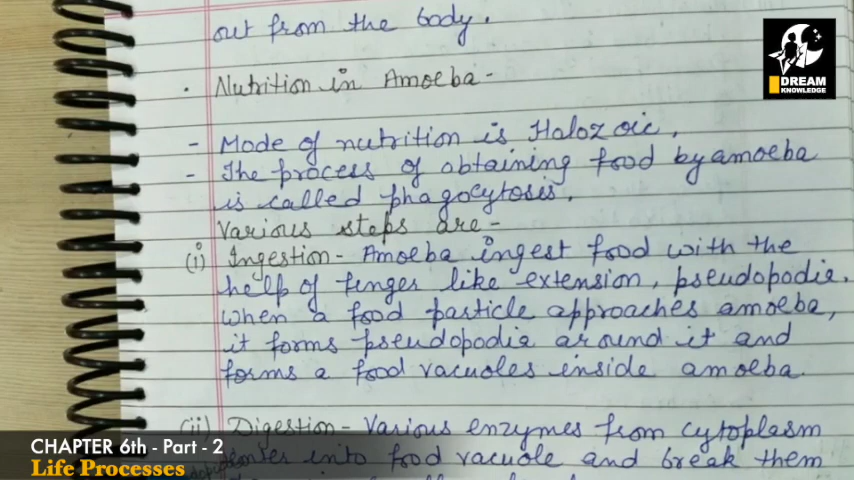 out from the body.
DREAM
KNOWLEDGE
. Nutrition in Amoeba -
- Mode of nutrition is Halozoic.
- The process of obtaining food by amoeba
is called phagocytosis.
Various steps are -
(i) Ingestion - Amoeba ingest food with the
help of finger like extension, pseudopodia.
When a food particle approaches amoeba,
it forms pseudopodia around it and
forms a food vacuoles inside amoeba.
(ii) Digestion - Various enzymes from cytoplasm
enter into food vacuole and break them
CHAPTER 6th - Part - 2
Life Processes